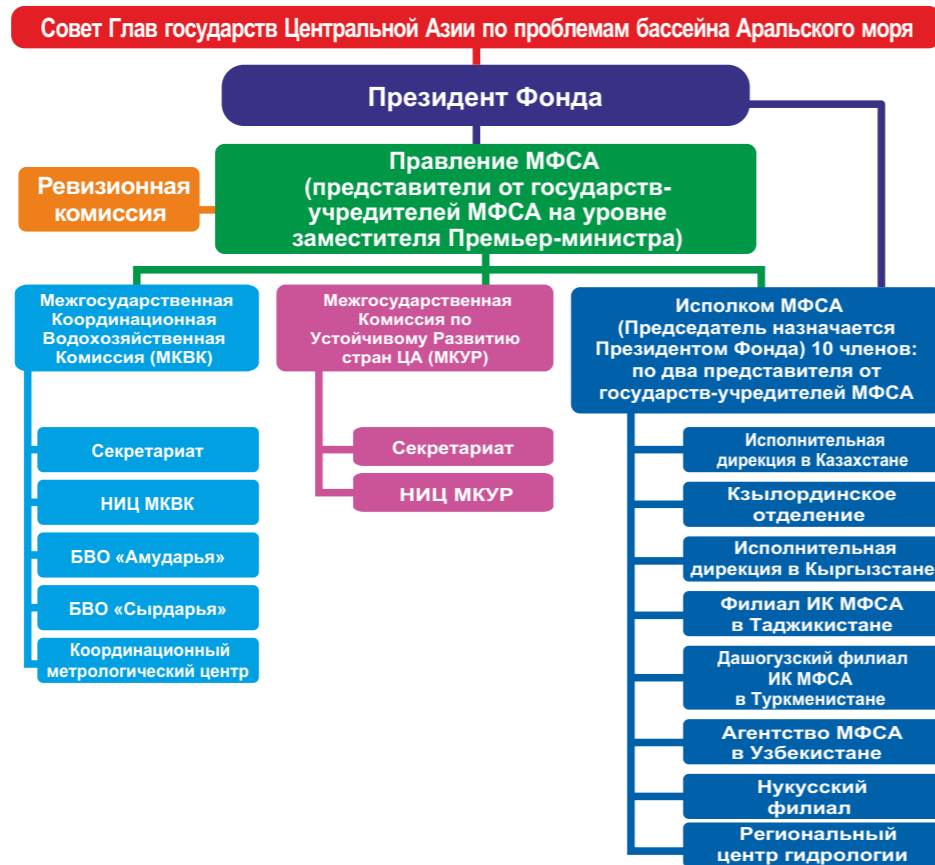 Совет Глав государств Центральной Азии по проблемам бассейна Аральского моря
Президент Фонда
Правление МФСА
(представители от государств-
учредителей МФСА на уровне
заместителя Премьер-министра)
Ревизионная
комиссия
Межгосударственная
Координационная
Водохозяйственная
Комиссия (МКВК)
Секретариат
НИЦ МКВК
БВО «Амударья»
БВО «Сырдарья»
Координационный
метрологический центр
Межгосударственная
Комиссия по
Устойчивому Развитию
стран ЦА (МКУР)
Секретариат
НИЦ МКУР
Исполком МФСА
(Председатель назначается
Президентом Фонда) 10 членов:
по два представителя от
государств-учредителей МФСА
Исполнительная
дирекция в Казахстане
Кзылординское
отделение
Исполнительная
дирекция в Кыргызстане
Филиал ИК МФСА
в Таджикистане
Дашогузский филиал
ИК МФСА
в Туркменистане
Агентство МФСА
в Узбекистане
Нукусский
филиал
Региональный
центр гидрологии